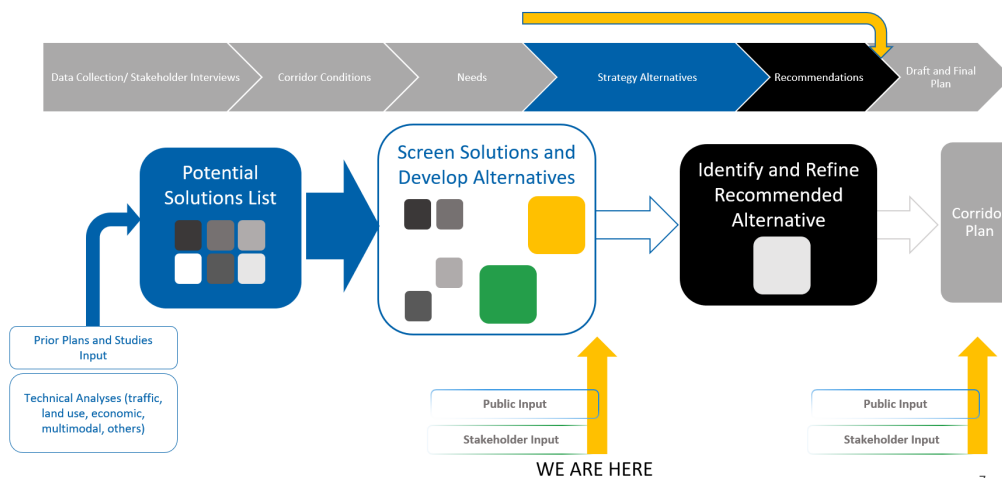 Data Collection/ Stakeholder Interviews
Corridor Conditions
Needs
Strategy Alternatives
Recommendations
Draft and Final
Plan
Potential
Solutions List
Screen Solutions and
Develop Alternatives
Identify and Refine
Recommended
Alternative
Corridor
Plan
Prior Plans and Studies
Input
Technical Analyses (traffic,
land use, economic,
multimodal, others)
Public Input
Stakeholder Input
Public Input
Stakeholder Input
WE ARE HERE